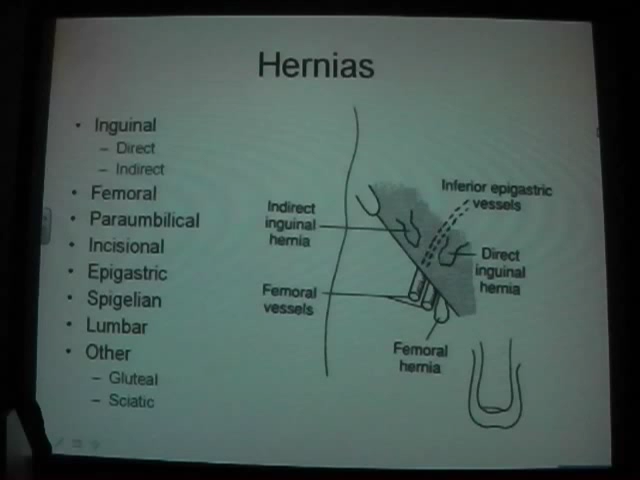 Hernias
• Inguinal
– Direct
– Indirect
• Femoral
• Paraumbilical
• Incisional
• Epigastric
• Spigelian
• Lumbar
• Other
– Gluteal
– Sciatic
Inferior epigastric
vessels
Indirect
inguinal
hernia
Direct
inguinal
hernia
Femoral
vessels
Femoral
hernia